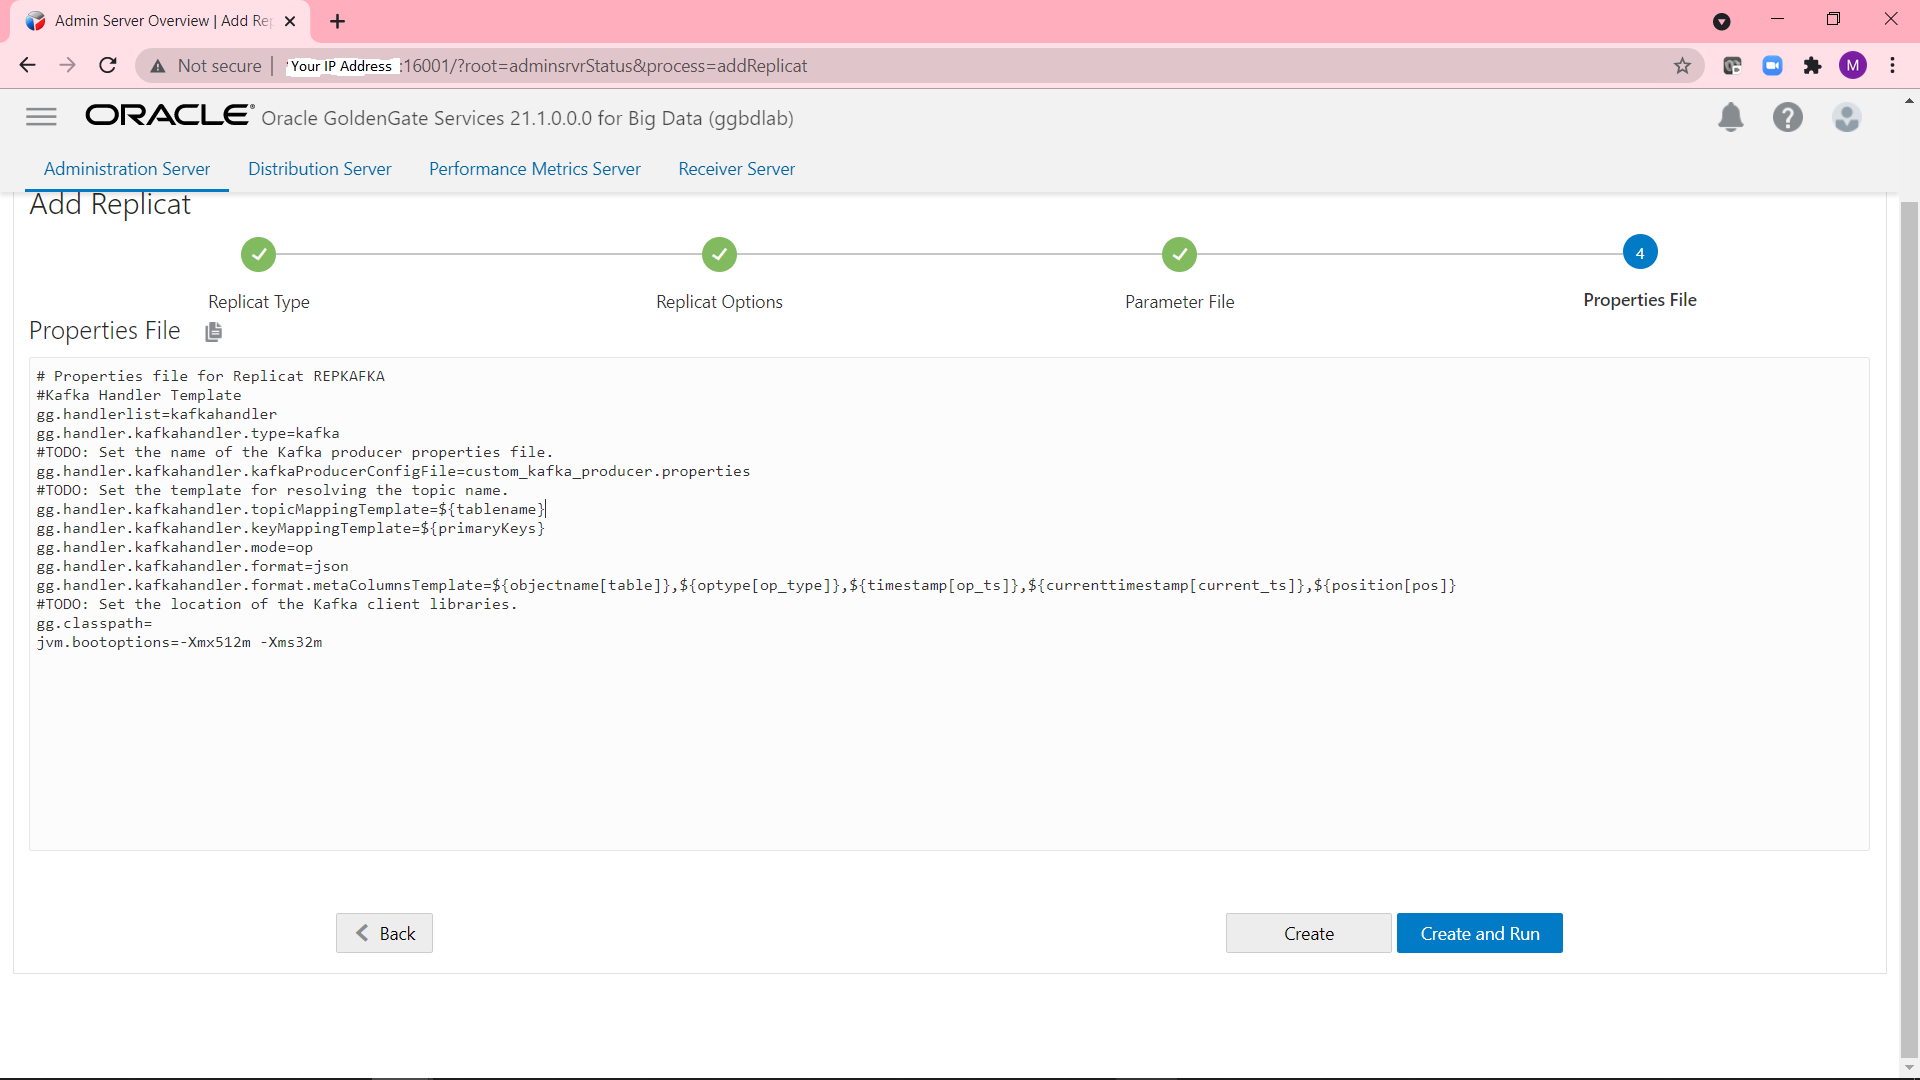 Admin Server Overview | Add Rep
M
Not secure
Your IP Address :16001/?root=adminsrvrStatus&process=addReplicat
ORACLE Oracle GoldenGate Services 21.1.0.0.0 for Big Data (ggbdlab)
Administration Server Distribution Server Performance Metrics Server Receiver Server
Add Replicat
4
Replicat Type Replicat Options Parameter File Properties File
Properties File
# Properties file for Replicat REPKAFKA
#Kafka Handler Template
gg.handlerlist=kafkahandler
gg.handler.kafkahandler.type=kafka
#TODO: Set the name of the Kafka producer properties file.
gg.handler.kafkahandler.kafkaProducerConfigFile=custom_kafka_producer.properties
#TODO: Set the template for resolving the topic name.
gg.handler.kafkahandler.topicMappingTemplate=${tablename}
gg.handler.kafkahandler.keyMappingTemplate=${primaryKeys}
gg.handler.kafkahandler.mode=op
gg.handler.kafkahandler.format=json
gg.handler.kafkahandler.format.metaColumnsTemplate=${objectname[table]},${optype[op_type]},${timestamp[op_ts]},${currenttimestamp[current_ts]},${position[pos]}
#TODO: Set the location of the Kafka client libraries.
gg.classpath=
jvm.bootoptions=-Xmx512m -Xms32m
Back Create Create and Run